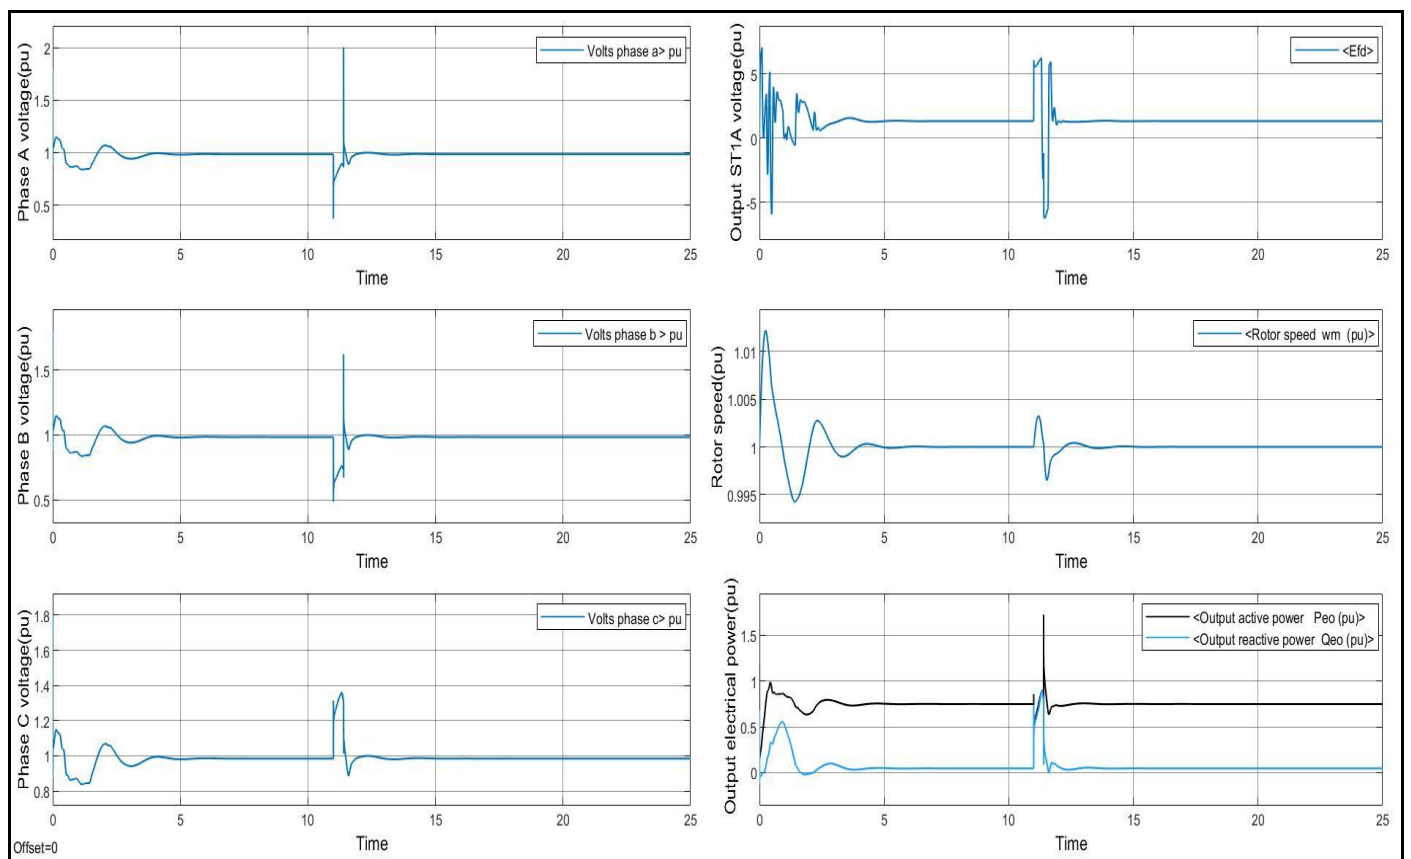 Phase A voltage(pu)
2
1.5
1
0.5
Volts phase a> pu
0 5 10 15 20 25
Time
Output ST1A voltage(pu)
5
0
-5
<Efd>
0 5 10 15 20 25
Time
Phase B voltage(pu)
1.5
1
0.5
Volts phase b > pu
0 5 10 15 20 25
Time
Rotor speed(pu)
1.01
1.005
1
0.995
<Rotor speed wm (pu)>
0 5 10 15 20 25
Time
Phase C voltage(pu)
1.8
1.6
1.4
1.2
1
0.8
Volts phase c> pu
0 5 10 15 20 25
Time
Output electrical power(pu)
1.5
1
0.5
0
<Output active power Peo (pu)>
<Output reactive power Qeo (pu)>
0 5 10 15 20 25
Time
Offset=0